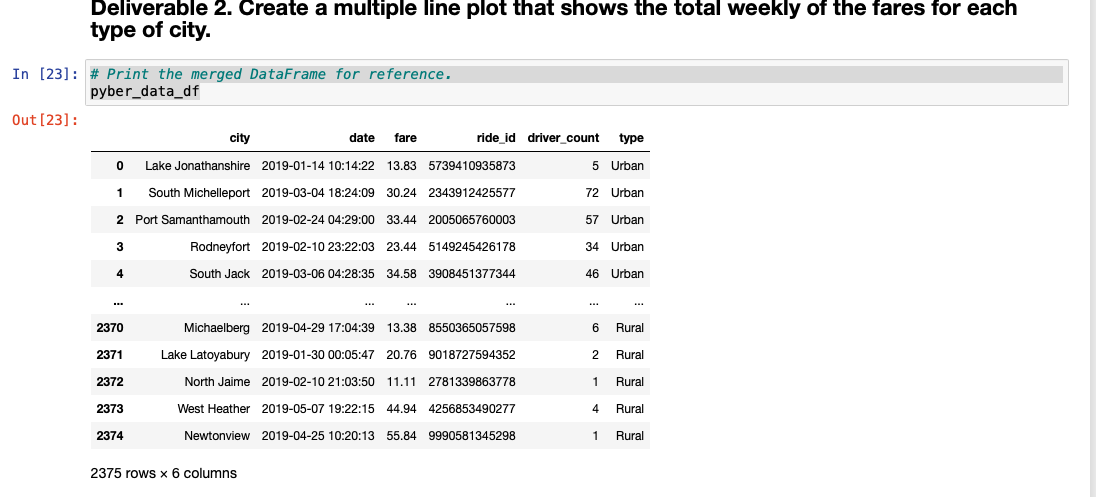 Deliverable 2. Create a multiple line plot that shows the total weekly of the fares for each
type of city.
In [23]: # Print the merged DataFrame for reference.
pyber_data_df
Out[23]:
city date fare ride_id driver_count type
0 Lake Jonathanshire 2019-01-14 10:14:22 13.83 5739410935873 5 Urban
1 South Michelleport 2019-03-04 18:24:09 30.24 2343912425577 72 Urban
2 Port Samanthamouth 2019-02-24 04:29:00 33.44 2005065760003 57 Urban
3 Rodneyfort 2019-02-10 23:22:03 23.44 5149245426178 34 Urban
4 South Jack 2019-03-06 04:28:35 34.58 3908451377344 46 Urban
... ... ... ... ... ... ...
2370 Michaelberg 2019-04-29 17:04:39 13.38 8550365057598 6 Rural
2371 Lake Latoyabury 2019-01-30 00:05:47 20.76 9018727594352 2 Rural
2372 North Jaime 2019-02-10 21:03:50 11.11 2781339863778 1 Rural
2373 West Heather 2019-05-07 19:22:15 44.94 4256853490277 4 Rural
2374 Newtonview 2019-04-25 10:20:13 55.84 9990581345298 1 Rural
2375 rows × 6 columns